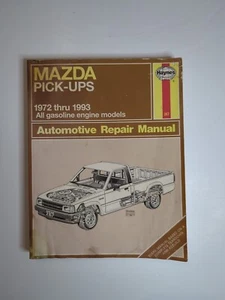 MAZDA
PICK-UPS
Haynes
1972 thru 1993
All gasoline engine models
Automotive Repair Manual